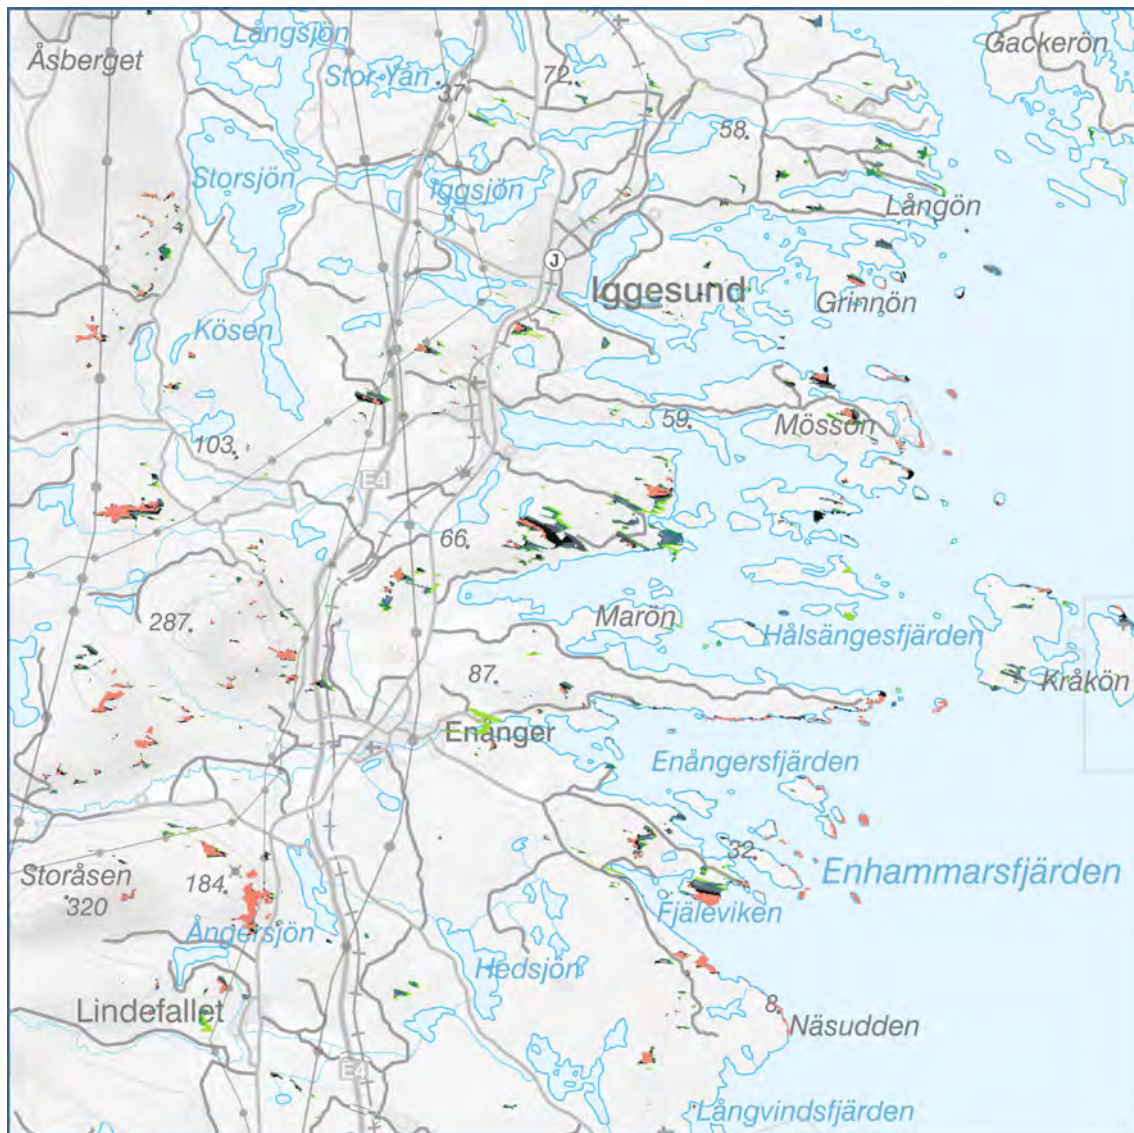 Långsjön
Gackerön
Åsberget
Stor-Yan
72
37
58
Storsjön
Iggsjön
Långön
J
Iggesund
Grinnön
Kösen
59
Mössön
103
E4
66
Marön
287
Hålsängesfjärden
87
Kråkön
Enånger
Enångersfjärden
32
Storåsen
184
Enhammarsfjärden
320
Fjäleviken
Ångersjön
Hedsjön
8
Lindefallet
Näsudden
E4
Långvindsfjärden